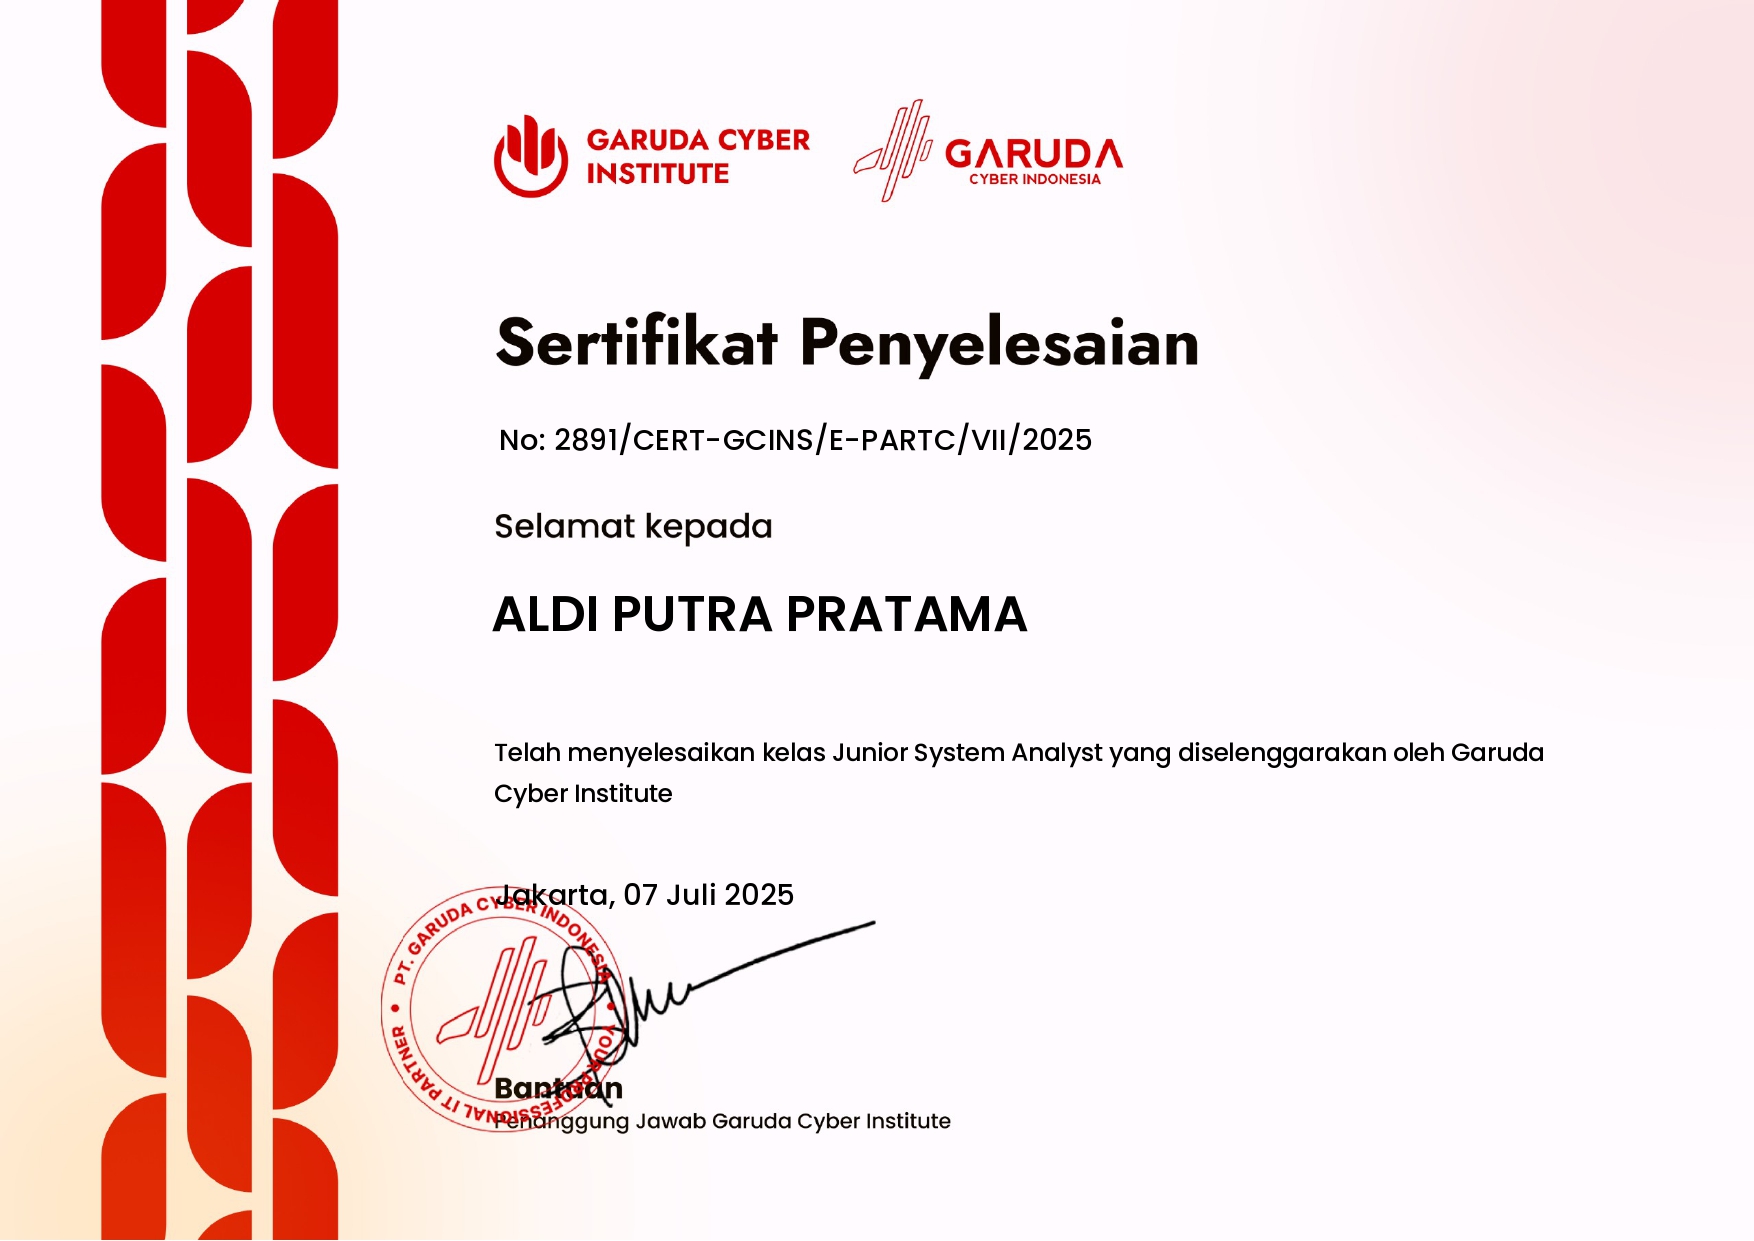 GARUDA CYBER
INSTITUTE
GARUDA
CYBER INDONESIA
Sertifikat Penyelesaian
No: 2891/CERT-GCINS/E-PARTC/VII/2025
Selamat kepada
ALDI PUTRA PRATAMA
Telah menyelesaikan kelas Junior System Analyst yang diselenggarakan oleh Garuda
Cyber Institute
Jakarta, 07 Juli 2025
PT. GARUDA CYBER INDONESIA • YOUR PROFESSIONAL IT PARTNER •
Bantuan
Penanggung Jawab Garuda Cyber Institute